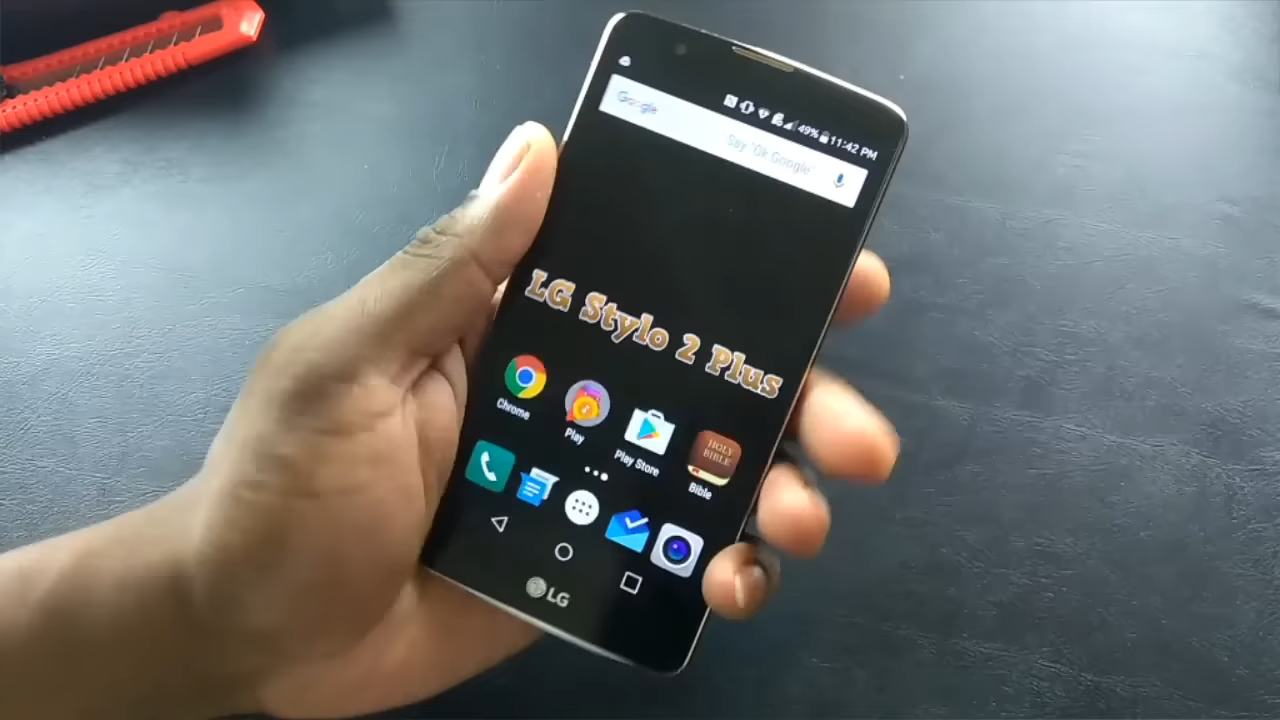 49% 11:42 PM
Google Say "Ok Google"
LG Stylo 2 Plus
Chrome
Play
Play Store
HOLY
BIBLE
Bible
LG